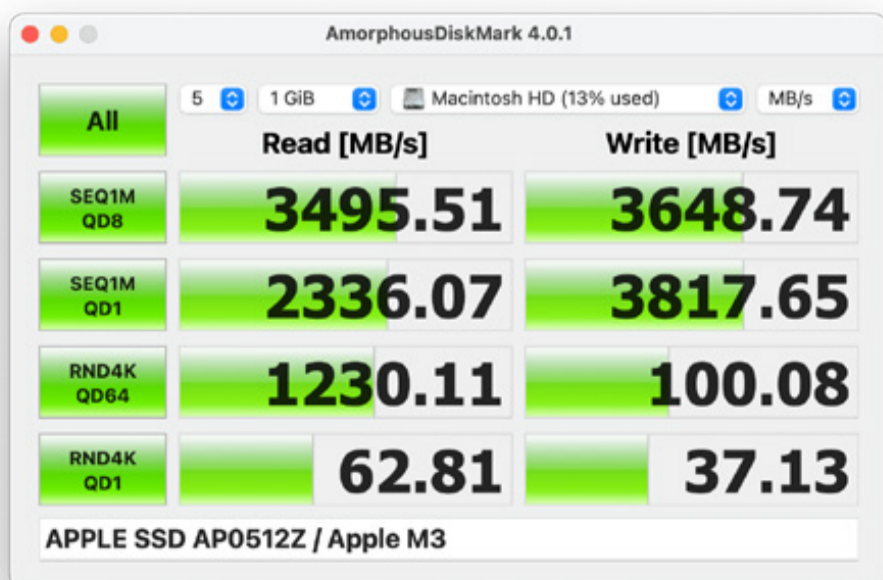 AmorphousDiskMark 4.0.1
All
5 1 GiB Macintosh HD (13% used) MB/s
Read [MB/s] Write [MB/s]
SEQ1M
QD8
3495.51 3648.74
SEQ1M
QD1
2336.07 3817.65
RND4K
QD64
1230.11 100.08
RND4K
QD1
62.81 37.13
APPLE SSD AP0512Z / Apple M3